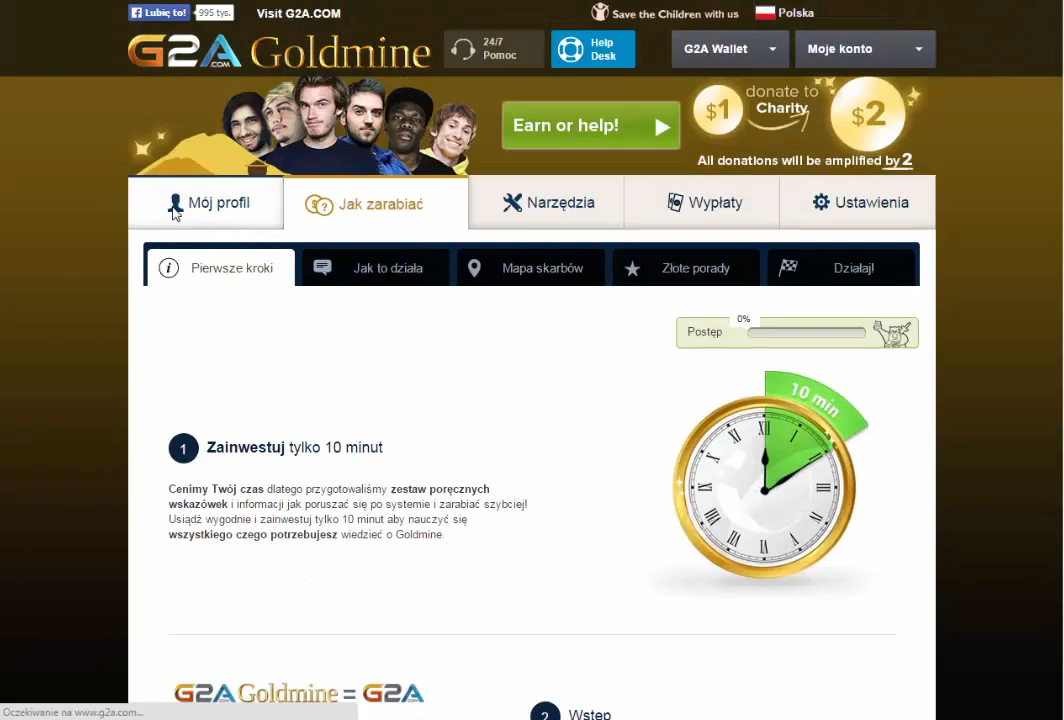 Lubię to! 995 tys. Visit G2A.COM Save the Children with us Polska
G2A.COM Goldmine 24/7 Pomoc Help Desk G2A Wallet Moje konto
Earn or help! $1 donate to Charity $2
All donations will be amplified by 2
Mój profil Jak zarabiać Narzędzia Wypłaty Ustawienia
Pierwsze kroki Jak to działa Mapa skarbów Złote porady Działaj!
0%
Postęp
10 min
1 Zainwestuj tylko 10 minut
Cenimy Twój czas dlatego przygotowaliśmy zestaw poręcznych
wskazówek i informacji jak poruszać się po systemie i zarabiać szybciej!
Usiądź wygodnie i zainwestuj tylko 10 minut aby nauczyć się
wszystkiego czego potrzebujesz wiedzieć o Goldmine.
G2A.COM Goldmine = G2A
2 Wstęp
Oczekiwanie na www.g2a.com...